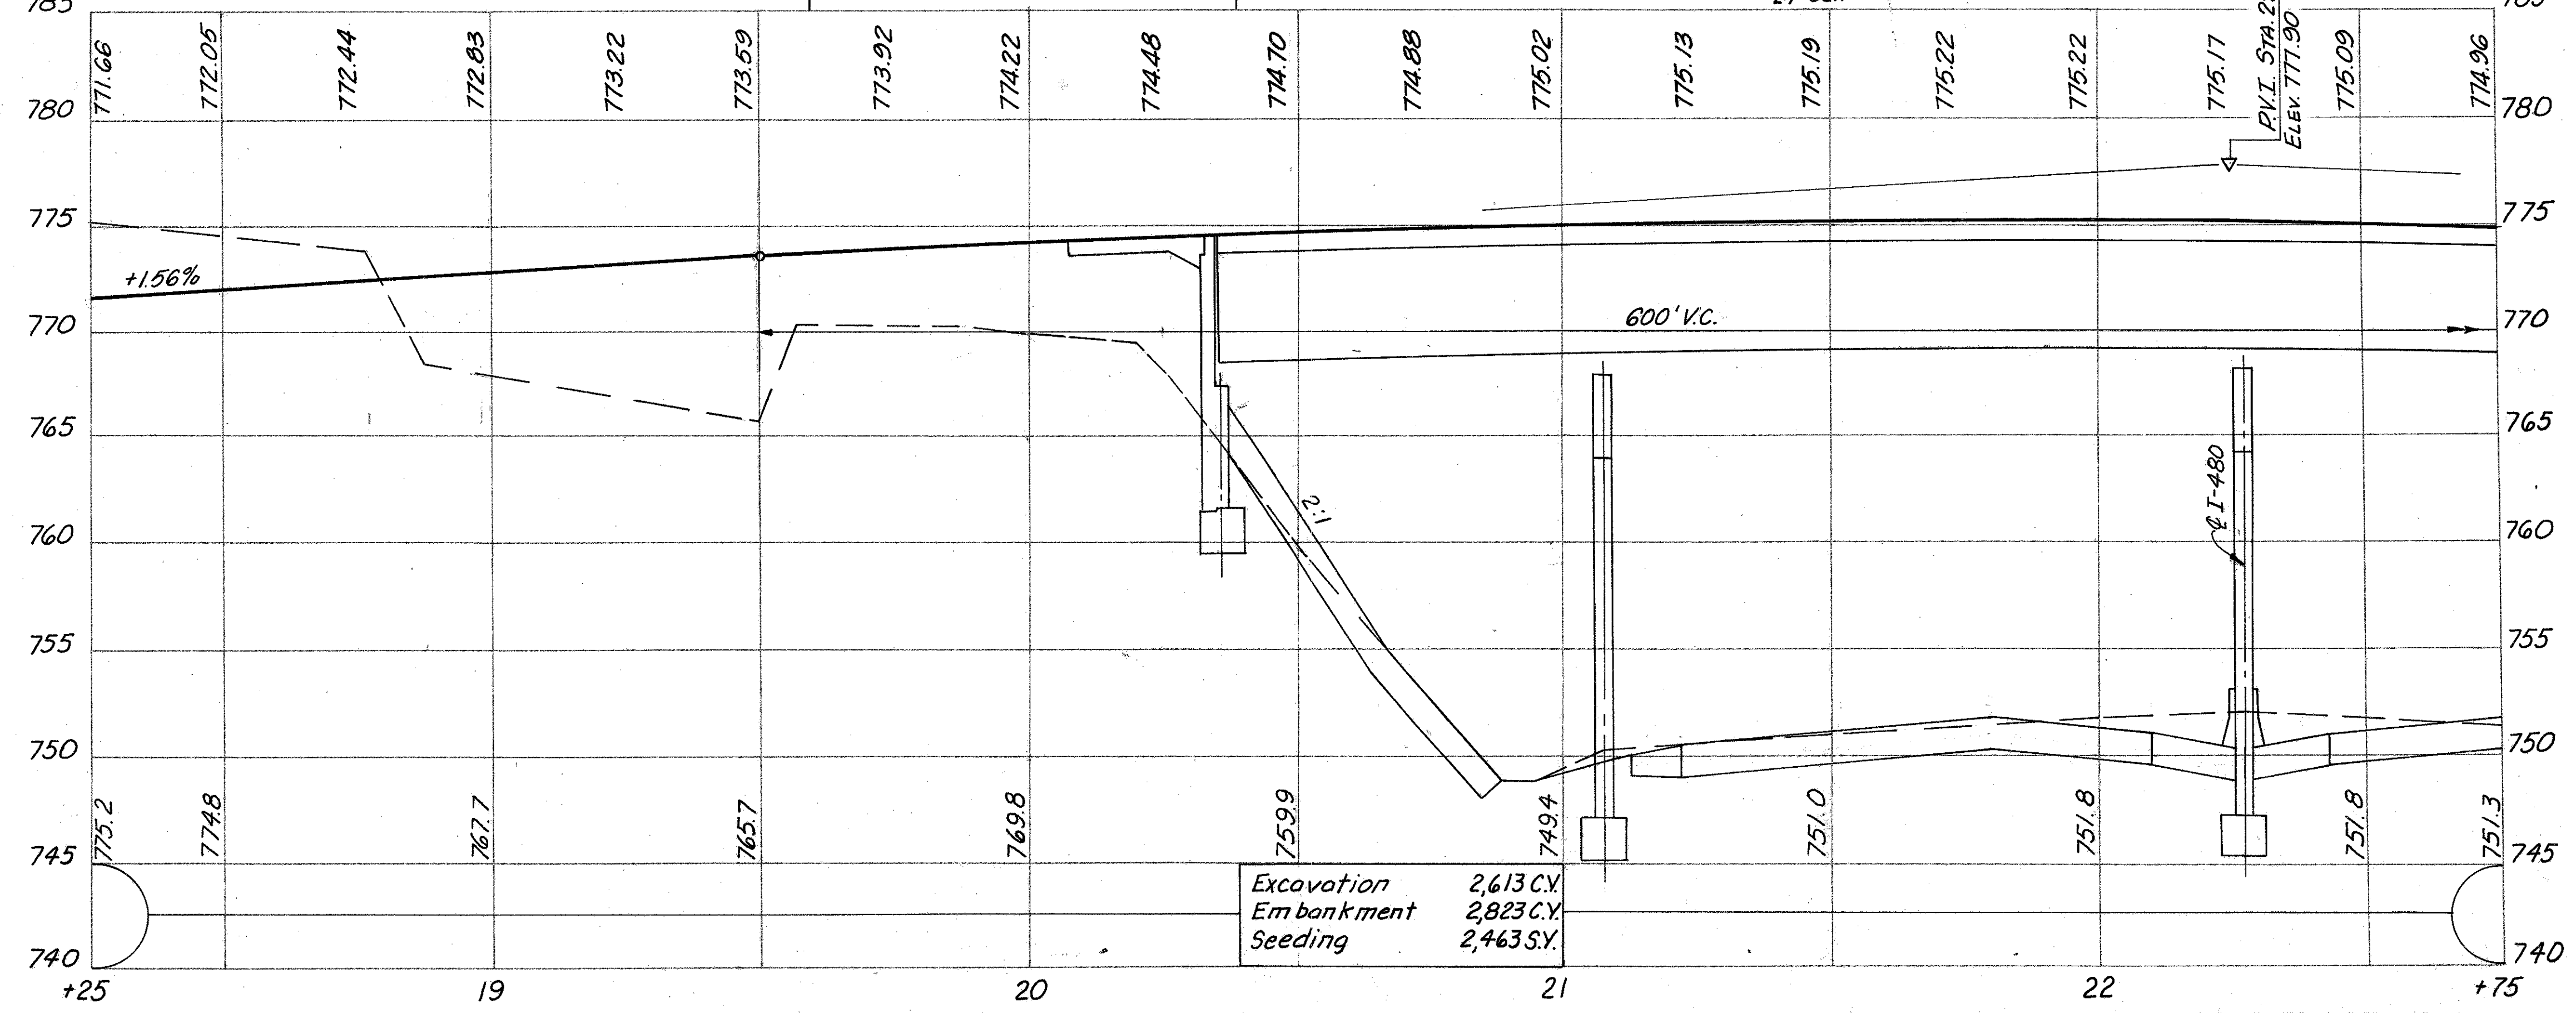 771.66 772.05 772.44 772.83 773.22 773.59 773.92 774.22 774.48 774.70 774.88 775.02 775.13 775.19 775.22 775.22 775.17 775.09 774.96
P.V.I. STA.
ELEV. 777.90
780 780
775 775
+1.56%
600' V.C.
770 770
765 765
2:1
℄ I-480
760 760
755 755
750 750
775.2 774.8 767.7 765.7 769.8 759.9 749.4 751.0 751.8 751.8 751.3
745 745
Excavation 2,613 C.Y.
Embankment 2,823 C.Y.
Seeding 2,463 S.Y.
740 740
+25 19 20 21 22 +75